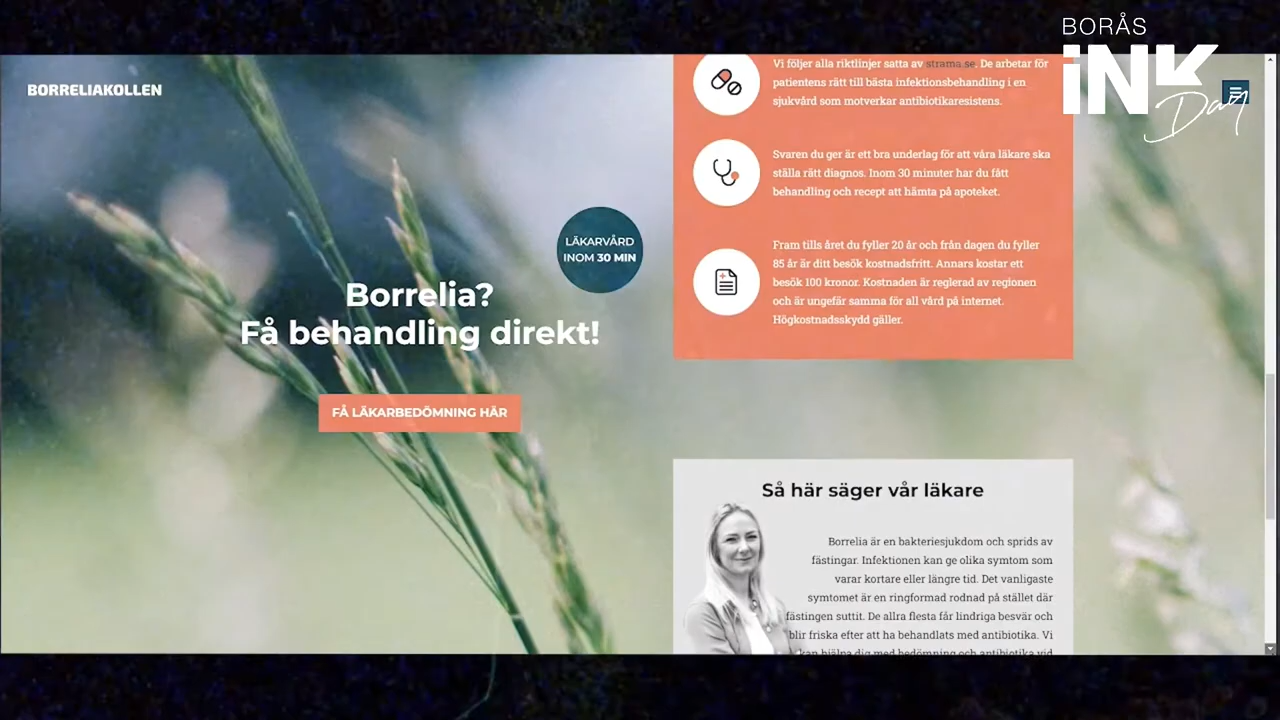 BORÅS
iNK
Day
BORRELIAKOLLEN
LÄKARVÅRD
INOM 30 MIN
Borrelia?
Få behandling direkt!
FÅ LÄKARBEDÖMNING HÄR
Vi följer alla riktlinjer satta av strama.se. De arbetar för
patientens rätt till bästa infektionsbehandling i en
sjukvård som motverkar antibiotikaresistens.
Svaren du ger är ett bra underlag för att våra läkare ska
ställa rätt diagnos. Inom 30 minuter har du fått
behandling och recept att hämta på apoteket.
Fram tills året du fyller 20 år och från dagen du fyller
85 år är ditt besök kostnadsfritt. Annars kostar ett
besök 100 kronor. Kostnaden är reglerad av regionen
och är ungefär samma för all vård på internet.
Högkostnadsskydd gäller.
Så här säger vår läkare
Borrelia är en bakteriesjukdom och sprids av
fästingar. Infektionen kan ge olika symtom som
varar kortare eller längre tid. Det vanligaste
symtomet är en ringformad rodnad på stället där
fästingen suttit. De allra flesta får lindriga besvär och
blir friska efter att ha behandlats med antibiotika. Vi
kan hjälpa dig med bedömning och antibiotika vid